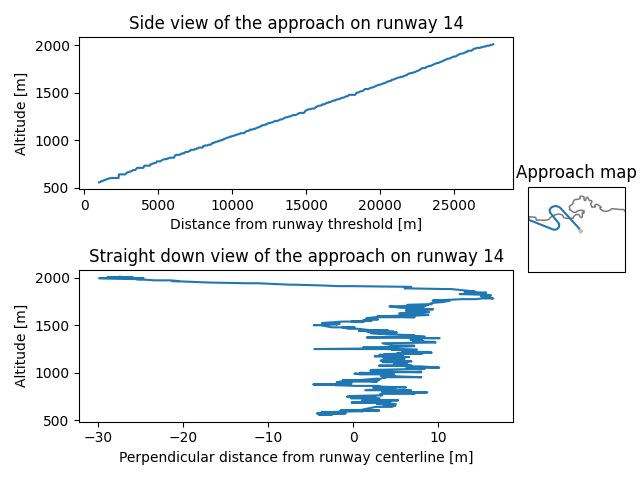 Side view of the approach on runway 14
2000
1500
1000
500
Altitude [m]
0 5000 10000 15000 20000 25000
Distance from runway threshold [m]
Approach map
Straight down view of the approach on runway 14
2000
1500
1000
500
Altitude [m]
−30 −20 −10 0 10
Perpendicular distance from runway centerline [m]